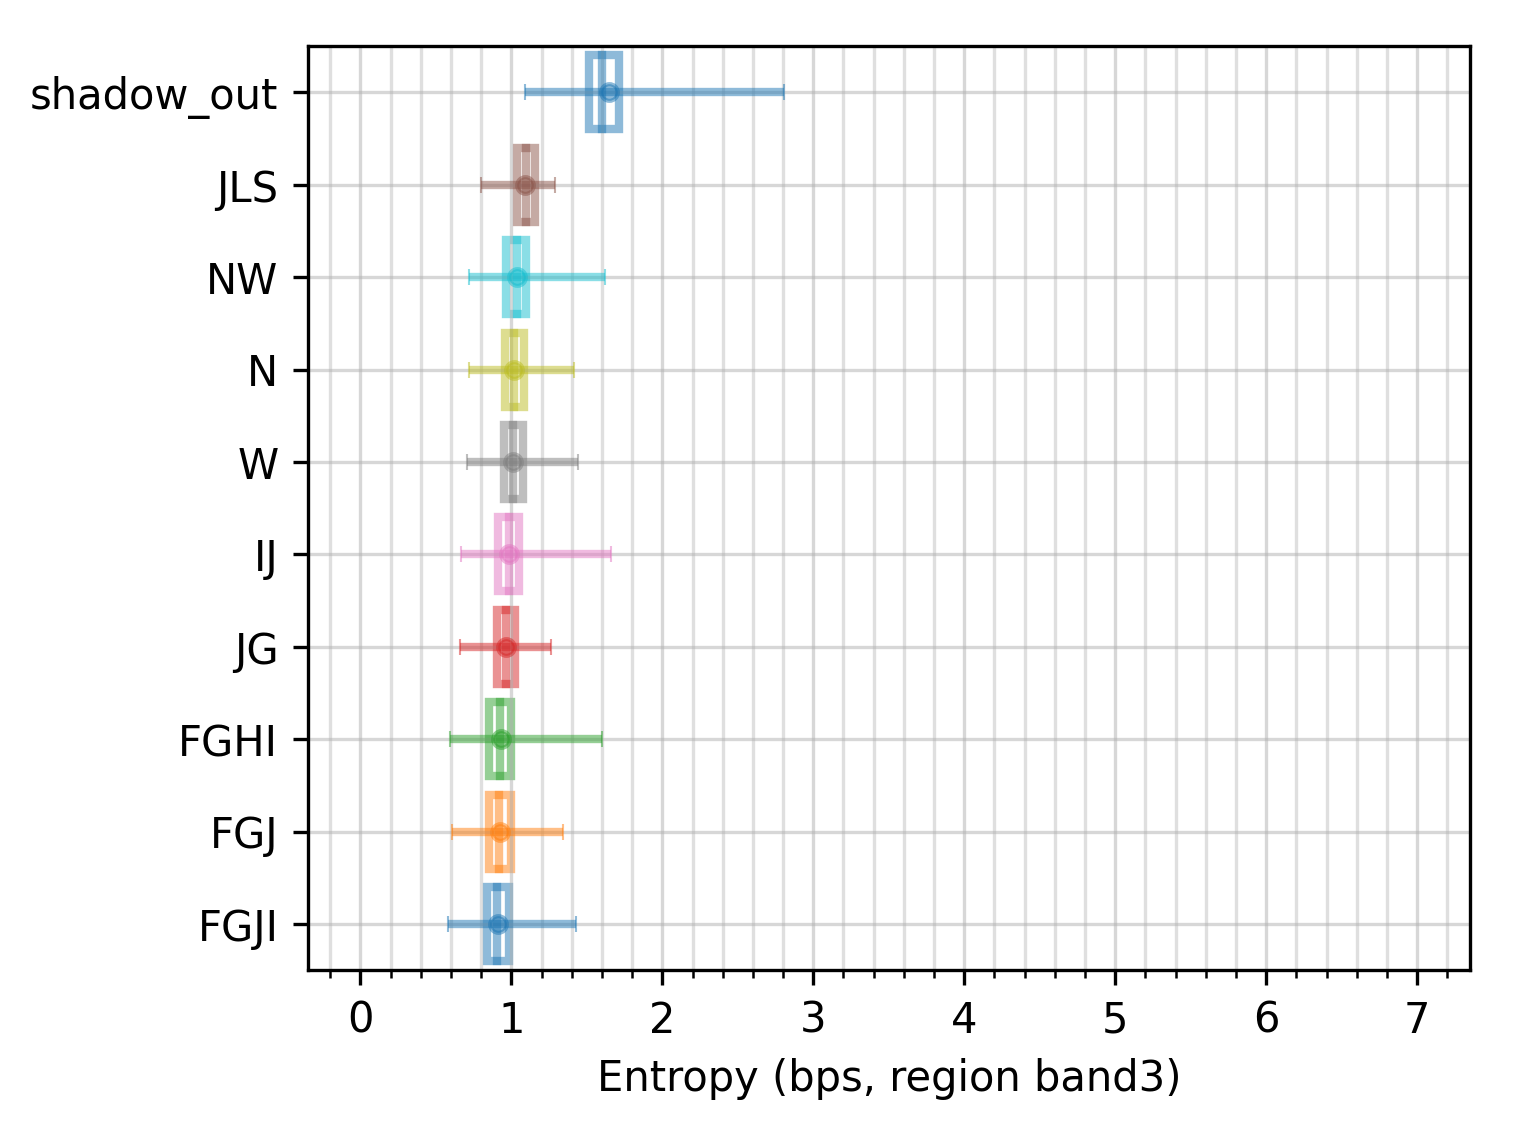 shadow_out
JLS
NW
N
W
IJ
JG
FGHI
FGJ
FGJI
0 1 2 3 4 5 6 7
Entropy (bps, region band3)